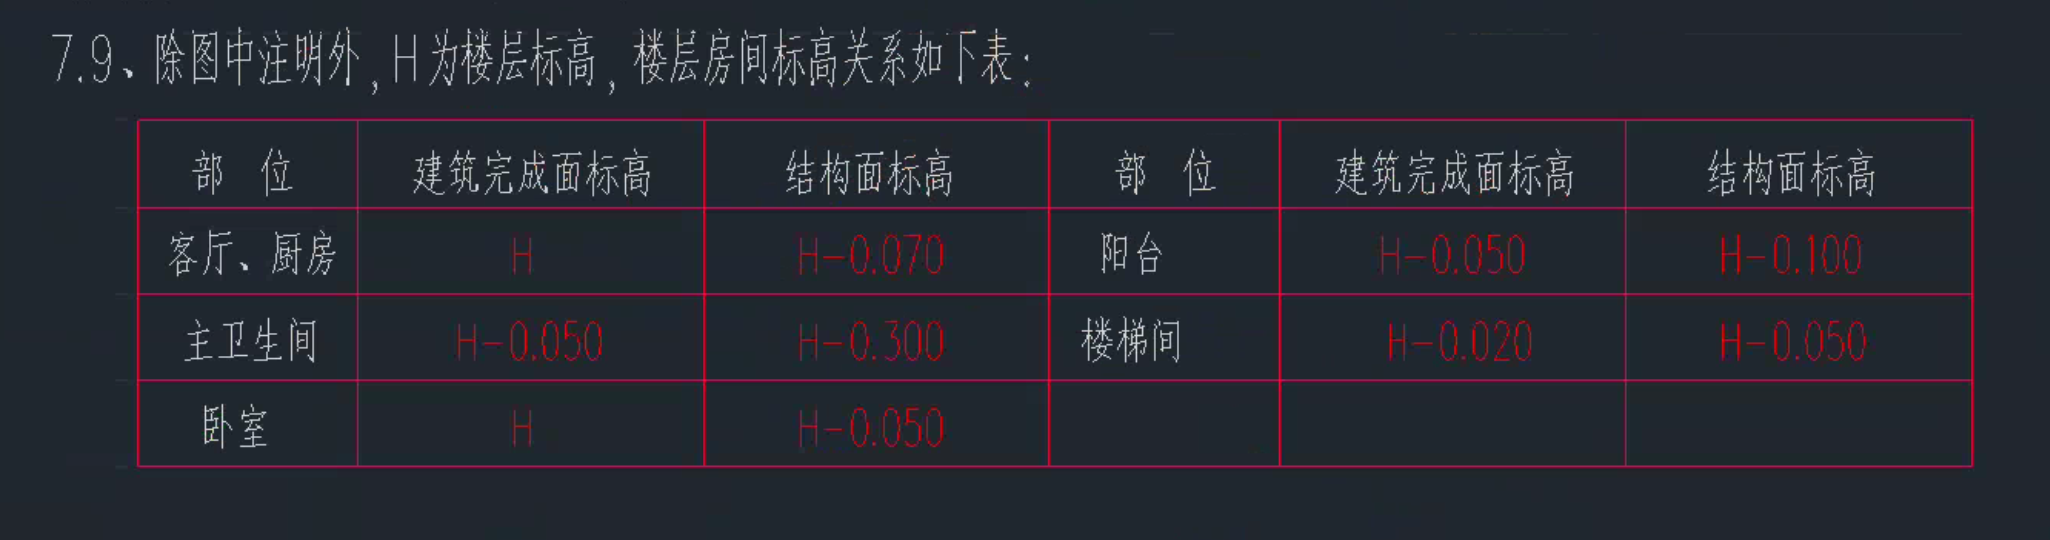 7.9、除图中注明外,H为楼层标高,楼层房间标高关系如下表:
部 位 建筑完成面标高 结构面标高 部 位 建筑完成面标高 结构面标高
客厅、厨房 H H-0.070 阳台 H-0.050 H-0.100
主卫生间 H-0.050 H-0.300 楼梯间 H-0.020 H-0.050
卧室 H H-0.050